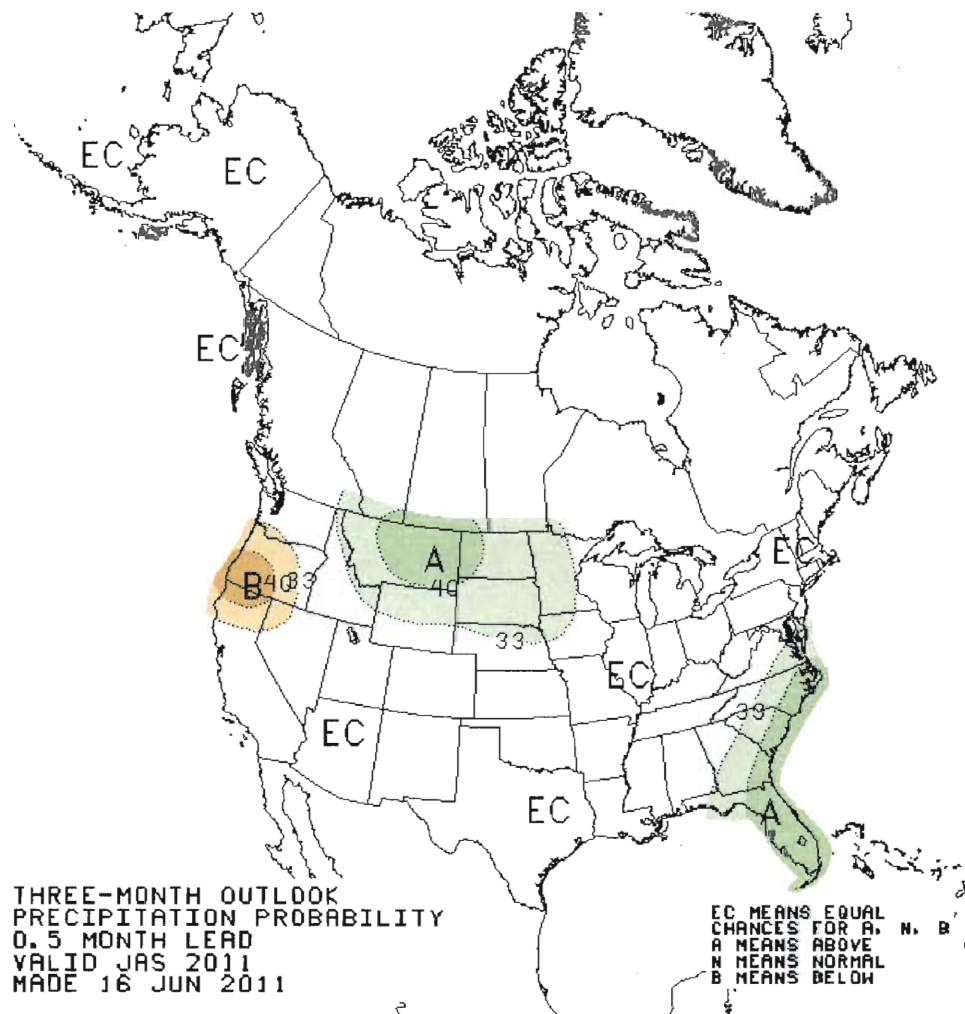 EC
EC
EC
A
B 40 33
40
33
EC
EC
33
EC
EC
A
THREE-MONTH OUTLOOK
PRECIPITATION PROBABILITY
0.5 MONTH LEAD
VALID JAS 2011
MADE 16 JUN 2011
EC MEANS EQUAL
CHANCES FOR A, N, B
A MEANS ABOVE
N MEANS NORMAL
B MEANS BELOW